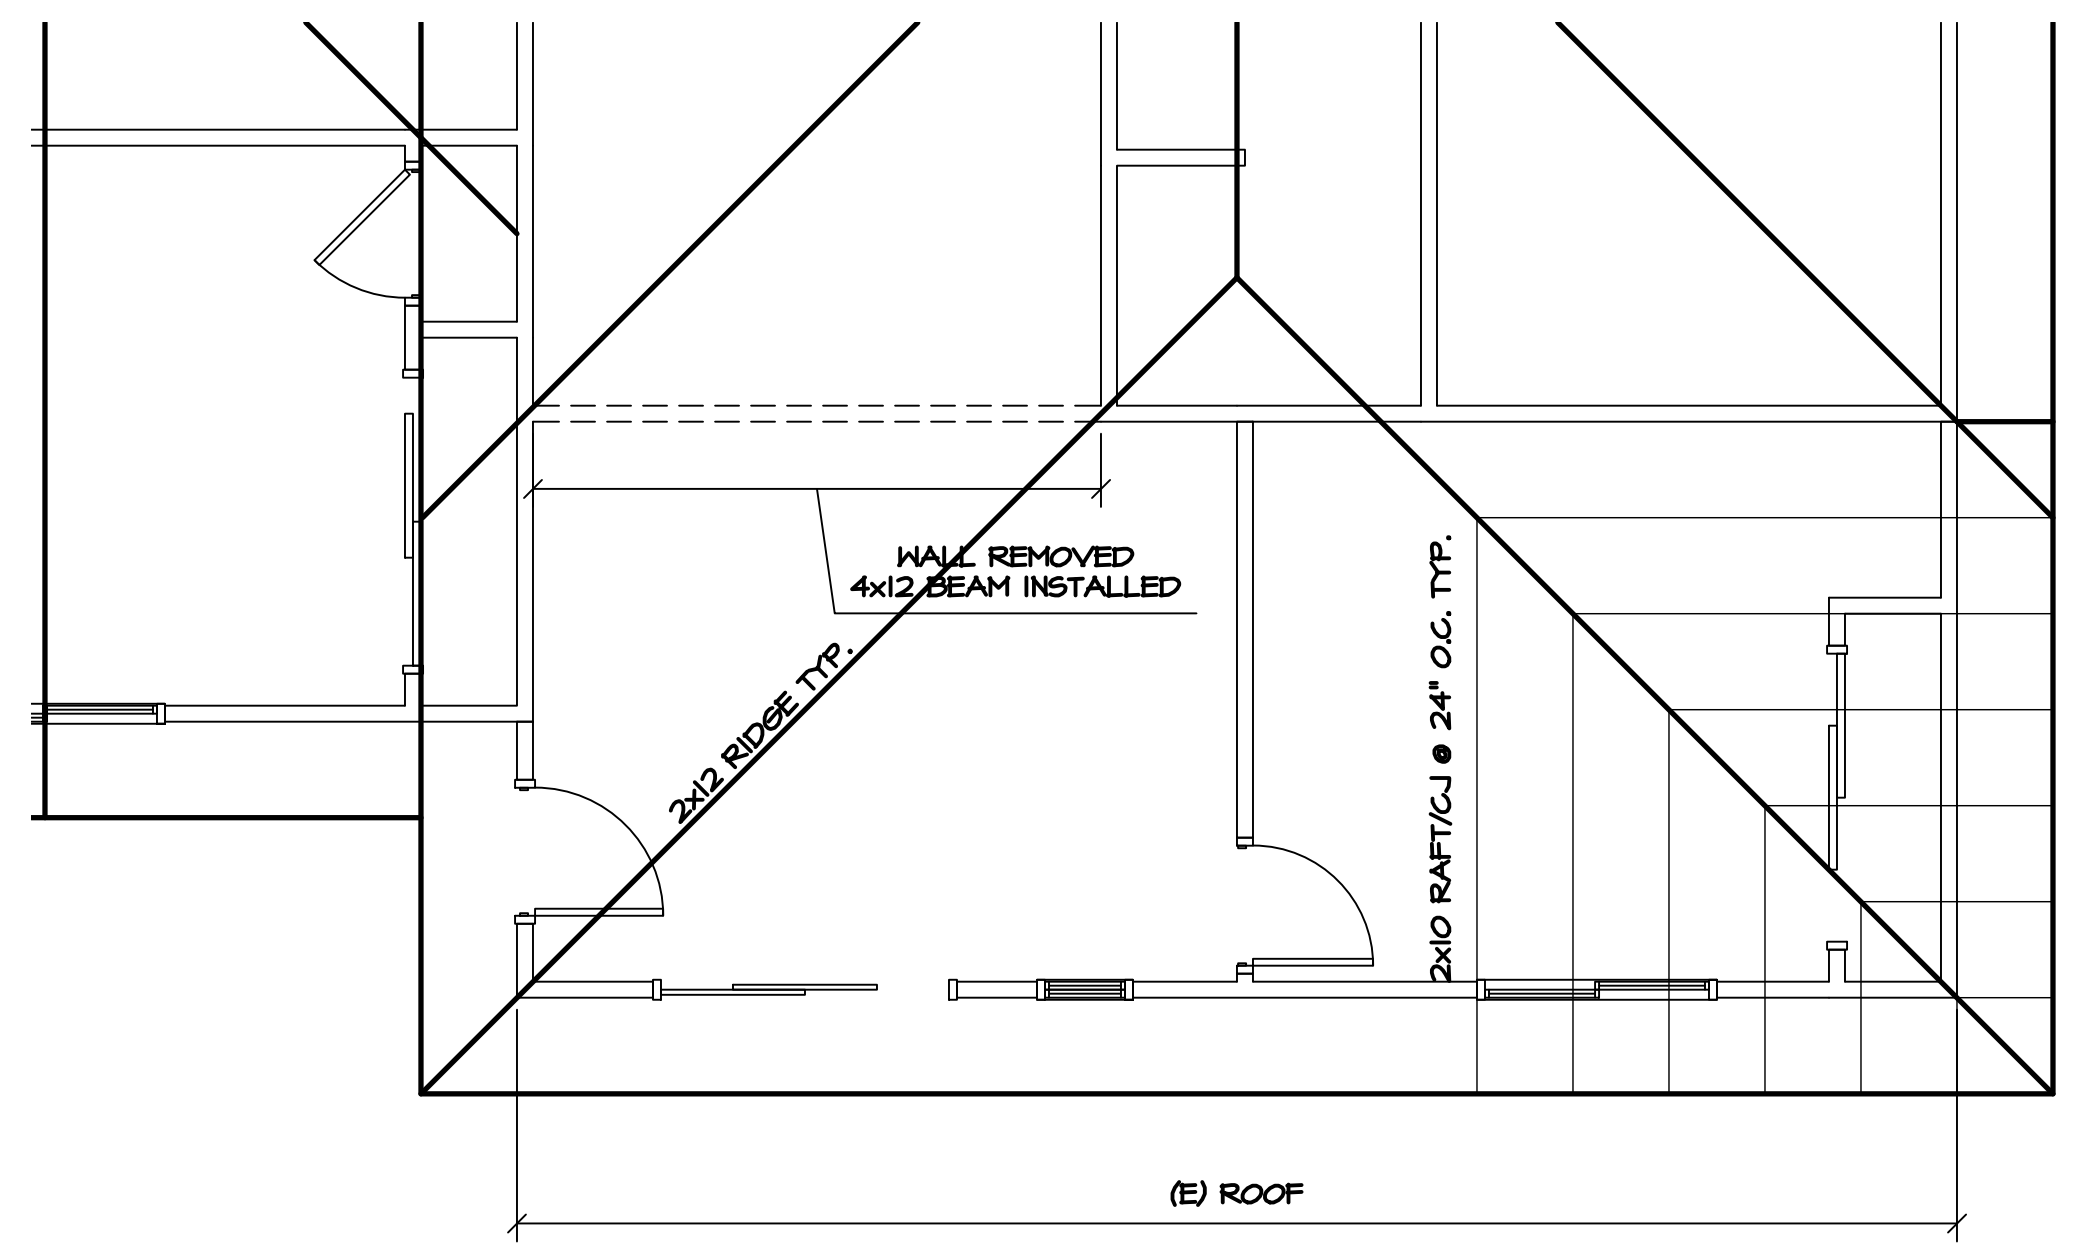 WALL REMOVED
4x12 BEAM INSTALLED
2x12 RIDGE TYP.
2x10 RAFT/CJ @ 24" O.C. TYP.
(E) ROOF